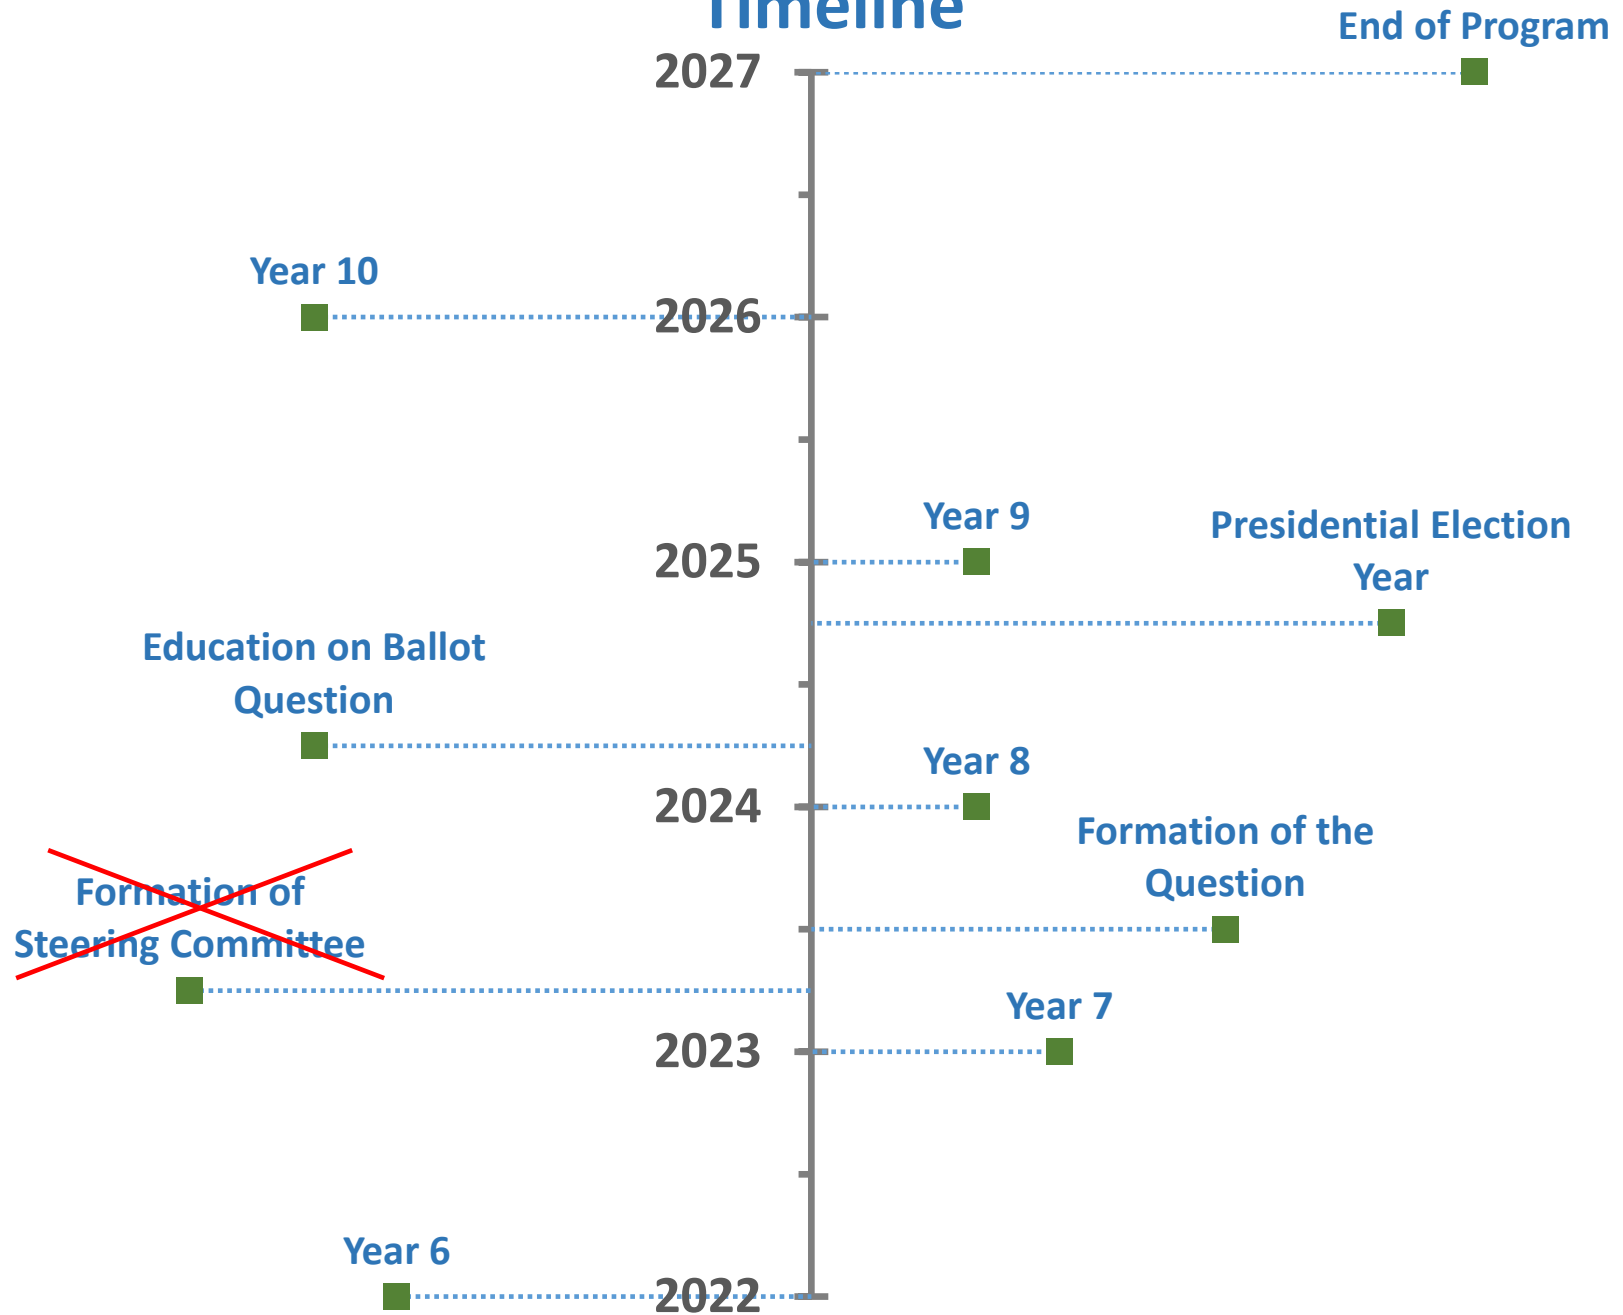 Timeline
End of Program
2027
Year 10
2026
Year 9
Presidential Election
Year
2025
Education on Ballot
Question
Year 8
2024
Formation of the
Question
Formation of
Steering Committee
Year 7
2023
Year 6
2022